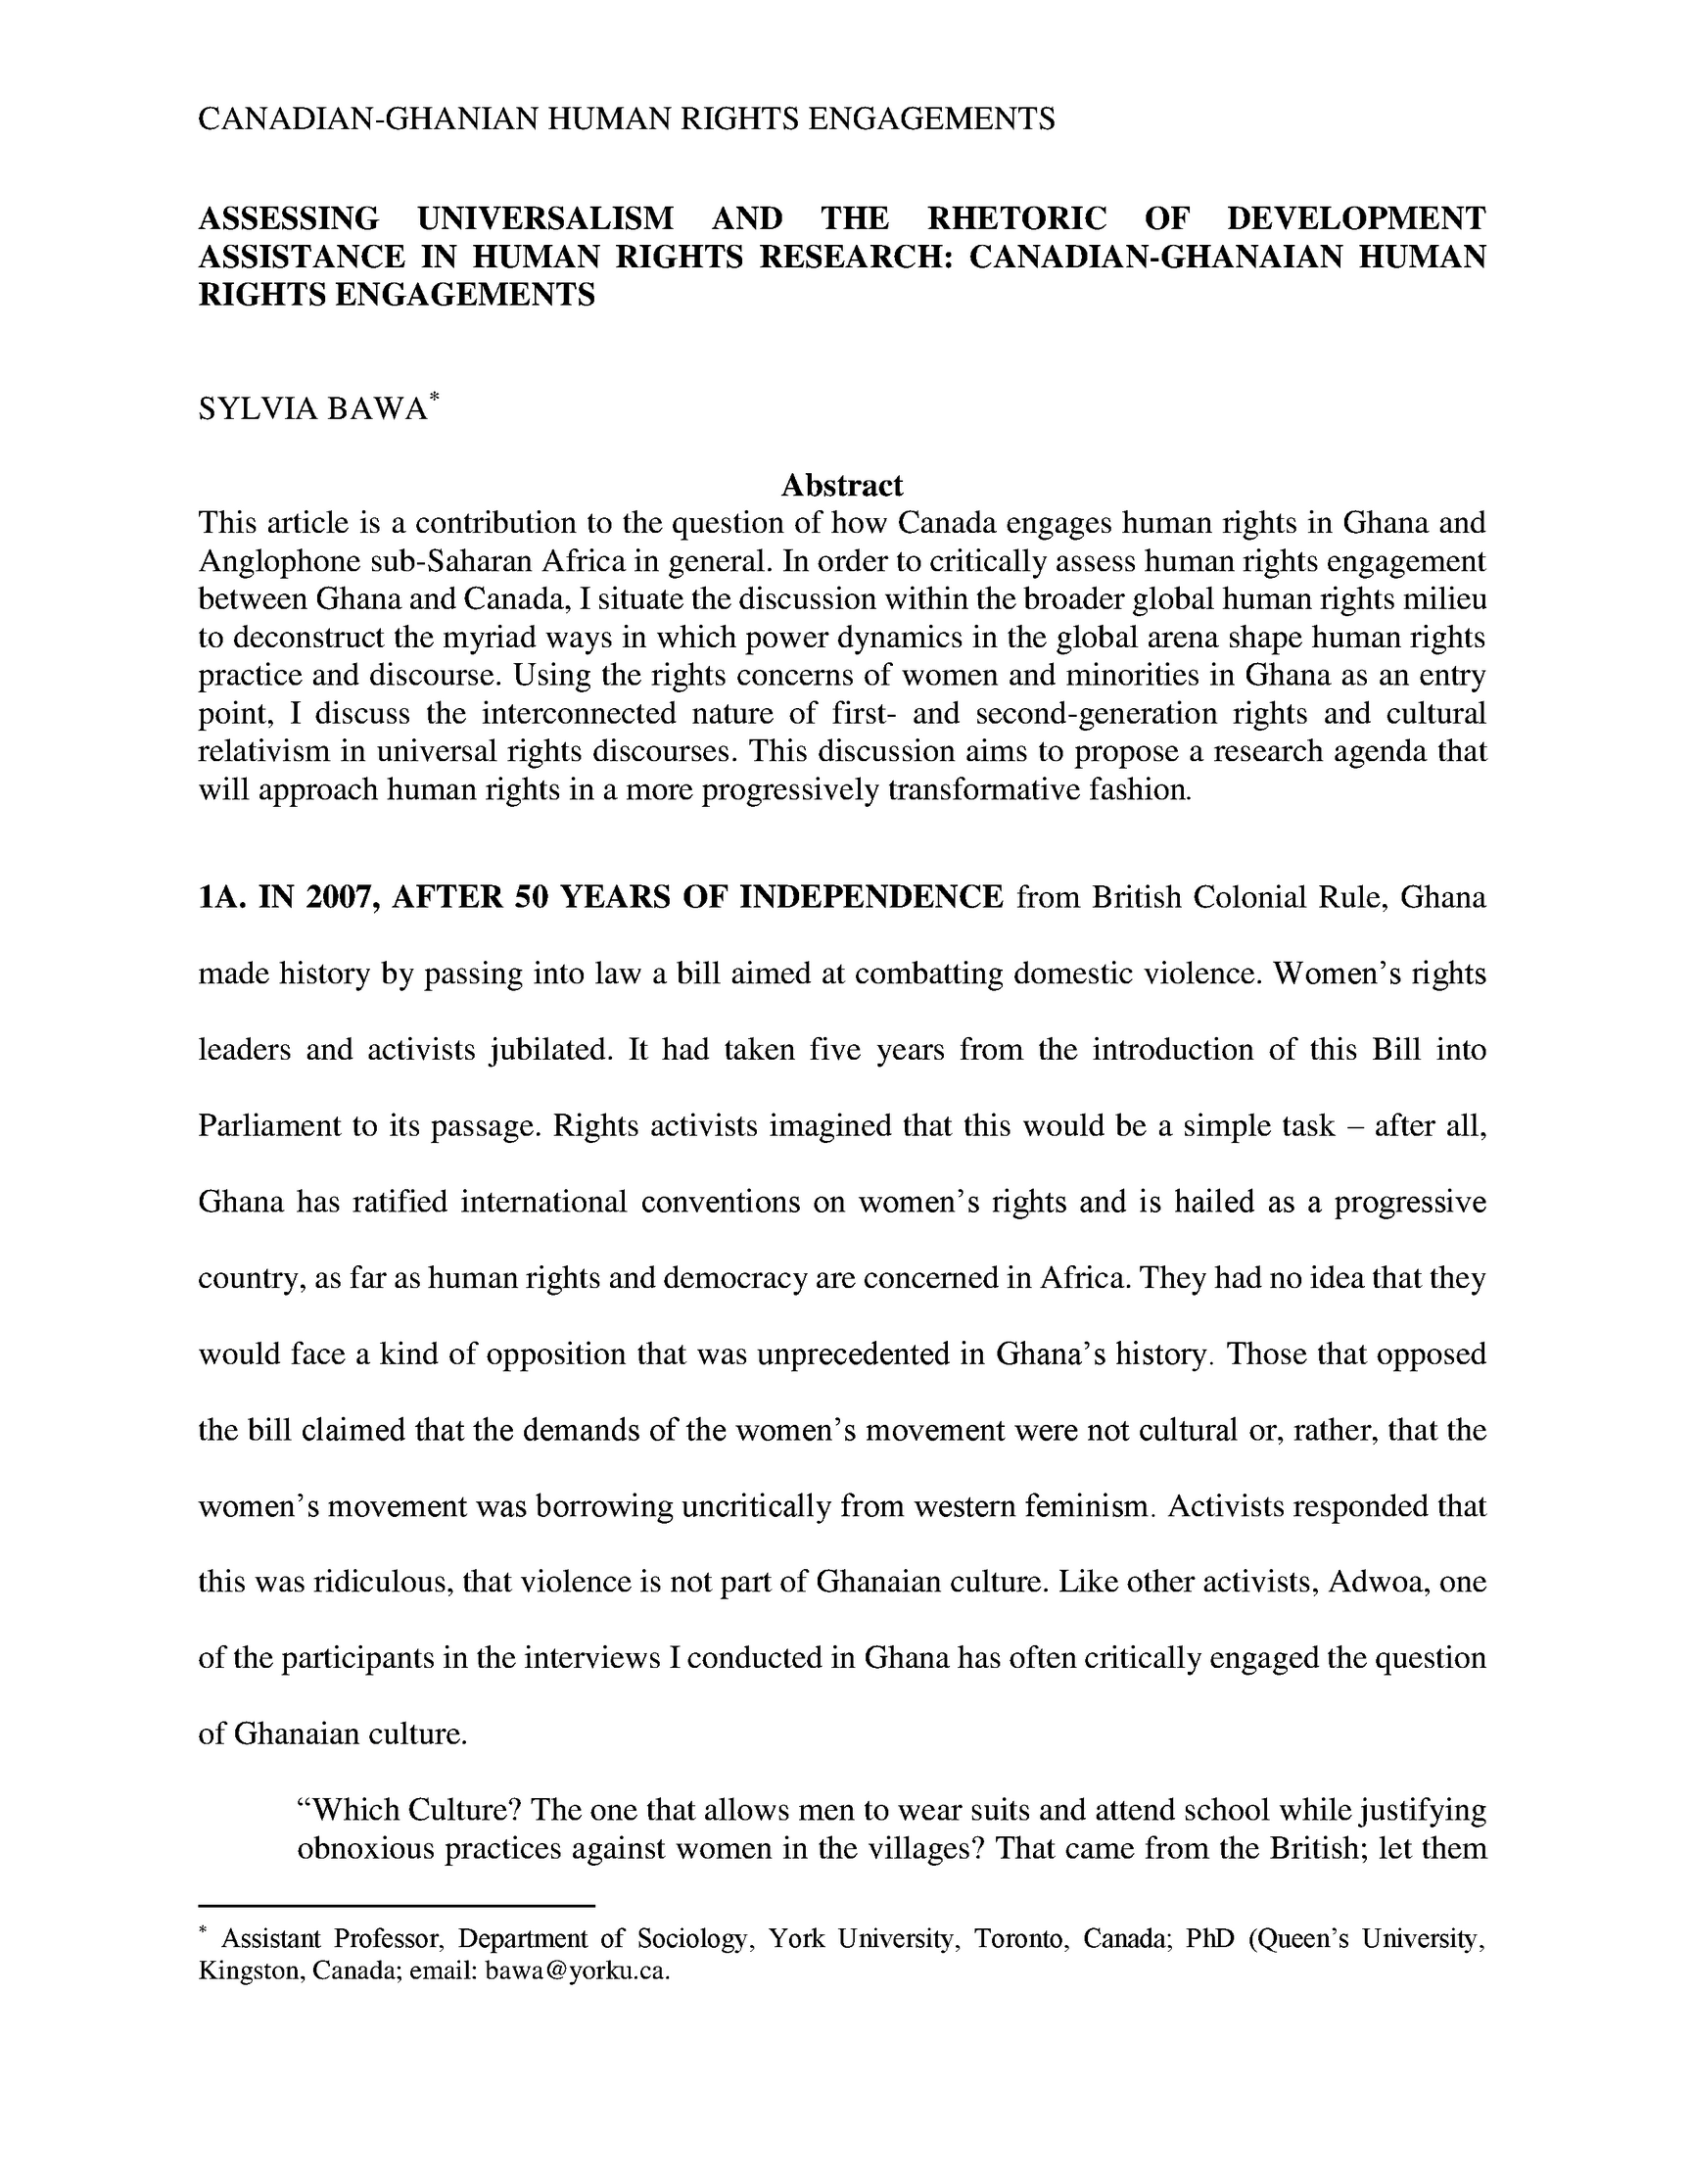 CANADIAN-GHANIAN HUMAN RIGHTS ENGAGEMENTS
ASSESSING UNIVERSALISM AND THE RHETORIC OF DEVELOPMENT
ASSISTANCE IN HUMAN RIGHTS RESEARCH: CANADIAN-GHANAIAN HUMAN
RIGHTS ENGAGEMENTS
SYLVIA BAWA*
Abstract
This article is a contribution to the question of how Canada engages human rights in Ghana and
Anglophone sub-Saharan Africa in general. In order to critically assess human rights engagement
between Ghana and Canada, I situate the discussion within the broader global human rights milieu
to deconstruct the myriad ways in which power dynamics in the global arena shape human rights
practice and discourse. Using the rights concerns of women and minorities in Ghana as an entry
point, I discuss the interconnected nature of first- and second-generation rights and cultural
relativism in universal rights discourses. This discussion aims to propose a research agenda that
will approach human rights in a more progressively transformative fashion.
1A. IN 2007, AFTER 50 YEARS OF INDEPENDENCE from British Colonial Rule, Ghana
made history by passing into law a bill aimed at combatting domestic violence. Women’s rights
leaders and activists jubilated. It had taken five years from the introduction of this Bill into
Parliament to its passage. Rights activists imagined that this would be a simple task – after all,
Ghana has ratified international conventions on women’s rights and is hailed as a progressive
country, as far as human rights and democracy are concerned in Africa. They had no idea that they
would face a kind of opposition that was unprecedented in Ghana’s history. Those that opposed
the bill claimed that the demands of the women’s movement were not cultural or, rather, that the
women’s movement was borrowing uncritically from western feminism. Activists responded that
this was ridiculous, that violence is not part of Ghanaian culture. Like other activists, Adwoa, one
of the participants in the interviews I conducted in Ghana has often critically engaged the question
of Ghanaian culture.
“Which Culture? The one that allows men to wear suits and attend school while justifying
obnoxious practices against women in the villages? That came from the British; let them
* Assistant Professor, Department of Sociology, York University, Toronto, Canada; PhD (Queen’s University,
Kingston, Canada; email: bawa@yorku.ca.